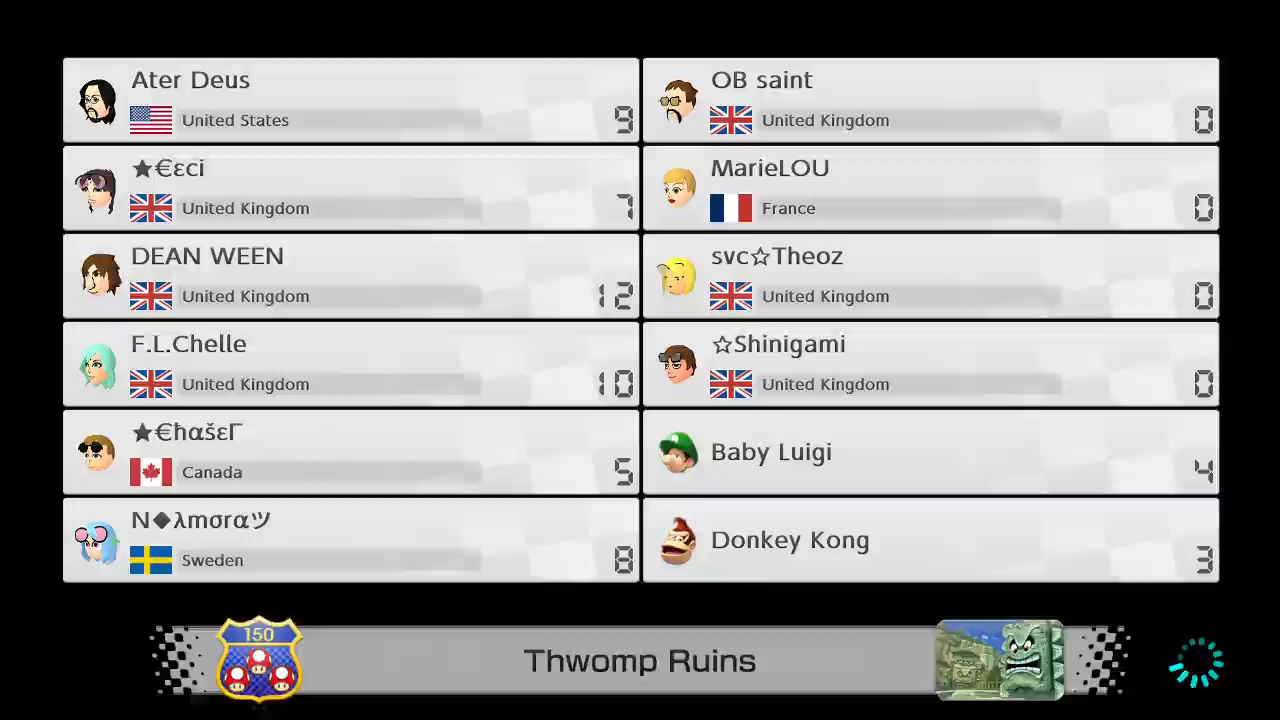 Ater Deus
United States
9
★€εci
United Kingdom
7
DEAN WEEN
United Kingdom
12
F.L.Chelle
United Kingdom
10
★€ħαšεΓ
Canada
5
N◆λmσrαツ
Sweden
8
OB saint
United Kingdom
0
MarieLOU
France
0
svc☆Theoz
United Kingdom
0
☆Shinigami
United Kingdom
0
Baby Luigi
4
Donkey Kong
3
150
Thwomp Ruins